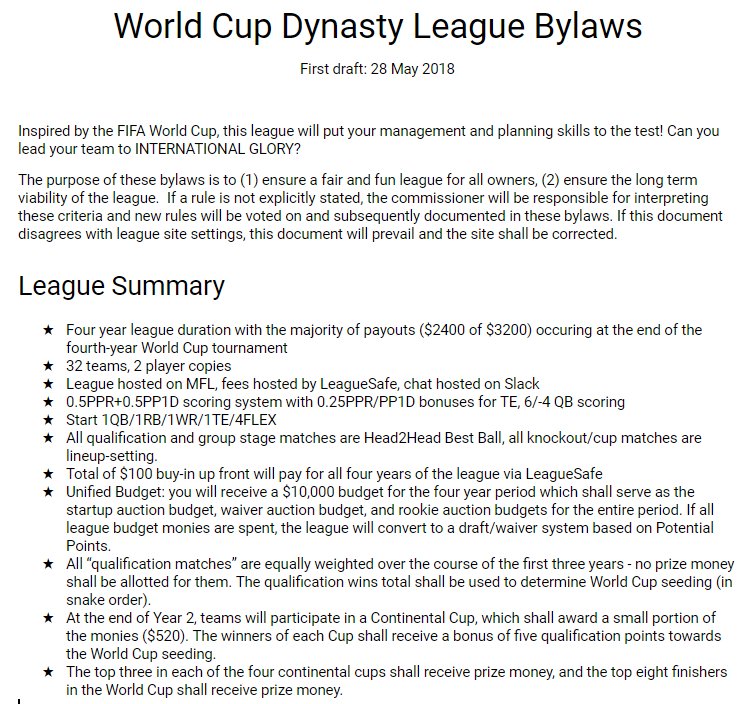 World Cup Dynasty League Bylaws
First draft: 28 May 2018
Inspired by the FIFA World Cup, this league will put your management and planning skills to the test! Can you
lead your team to INTERNATIONAL GLORY?
The purpose of these bylaws is to (1) ensure a fair and fun league for all owners, (2) ensure the long term
viability of the league.  If a rule is not explicitly stated, the commissioner will be responsible for interpreting
these criteria and new rules will be voted on and subsequently documented in these bylaws. If this document
disagrees with league site settings, this document will prevail and the site shall be corrected.
League Summary
★ Four year league duration with the majority of payouts ($2400 of $3200) occuring at the end of the
fourth-year World Cup tournament
★ 32 teams, 2 player copies
★ League hosted on MFL, fees hosted by LeagueSafe, chat hosted on Slack
★ 0.5PPR+0.5PP1D scoring system with 0.25PPR/PP1D bonuses for TE, 6/-4 QB scoring
★ Start 1QB/1RB/1WR/1TE/4FLEX
★ All qualification and group stage matches are Head2Head Best Ball, all knockout/cup matches are
lineup-setting.
★ Total of $100 buy-in up front will pay for all four years of the league via LeagueSafe
★ Unified Budget: you will receive a $10,000 budget for the four year period which shall serve as the
startup auction budget, waiver auction budget, and rookie auction budgets for the entire period. If all
league budget monies are spent, the league will convert to a draft/waiver system based on Potential
Points.
★ All “qualification matches” are equally weighted over the course of the first three years - no prize money
shall be allotted for them. The qualification wins total shall be used to determine World Cup seeding (in
snake order).
★ At the end of Year 2, teams will participate in a Continental Cup, which shall award a small portion of
the monies ($520). The winners of each Cup shall receive a bonus of five qualification points towards
the World Cup seeding.
★ The top three in each of the four continental cups shall receive prize money, and the top eight finishers
in the World Cup shall receive prize money.